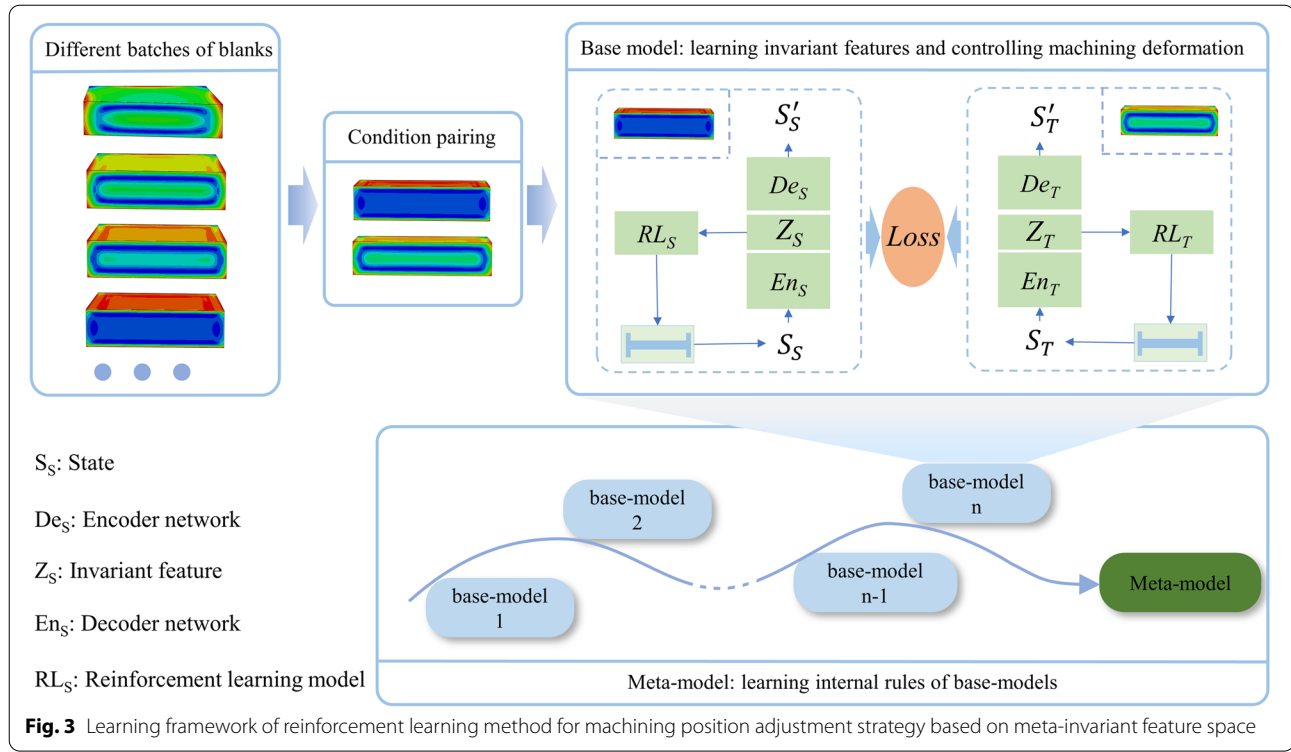 Different batches of blanks
Condition pairing
Base model: learning invariant features and controlling machining deformation
S′S
DeS
RLS
ZS
EnS
SS
Loss
S′T
DeT
ZT
RLT
EnT
ST
SS: State
DeS: Encoder network
ZS: Invariant feature
EnS: Decoder network
RLS: Reinforcement learning model
base-model
1
base-model
2
base-model
n-1
base-model
n
Meta-model
Meta-model: learning internal rules of base-models
Fig. 3 Learning framework of reinforcement learning method for machining position adjustment strategy based on meta-invariant feature space